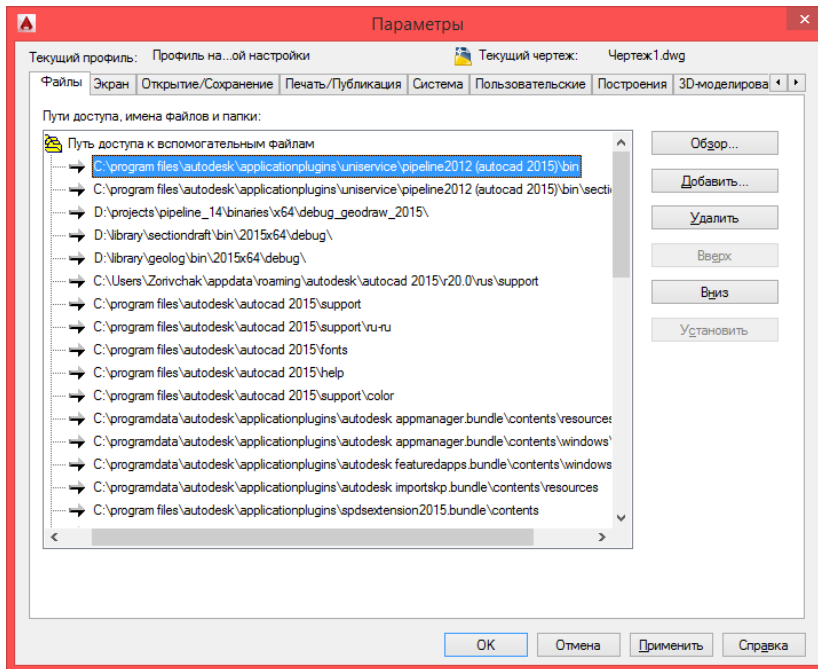 Параметры
Текущий профиль: Профиль на...ой настройки Текущий чертеж: Чертеж1.dwg
Файлы Экран Открытие/Сохранение Печать/Публикация Система Пользовательские Построения 3D-моделирова
Пути доступа, имена файлов и папки:
Путь доступа к вспомогательным файлам
C:\program files\autodesk\applicationplugins\uniservice\pipeline2012 (autocad 2015)\bin
C:\program files\autodesk\applicationplugins\uniservice\pipeline2012 (autocad 2015)\bin\secti
D:\projects\pipeline_14\binaries\x64\debug_geodraw_2015\
D:\library\sectiondraft\bin\2015x64\debug\
D:\library\geolog\bin\2015x64\debug\
C:\Users\Zorivchak\appdata\roaming\autodesk\autocad 2015\r20.0\rus\support
C:\program files\autodesk\autocad 2015\support
C:\program files\autodesk\autocad 2015\support\ru-ru
C:\program files\autodesk\autocad 2015\fonts
C:\program files\autodesk\autocad 2015\help
C:\program files\autodesk\autocad 2015\support\color
C:\programdata\autodesk\applicationplugins\autodesk appmanager.bundle\contents\resources
C:\programdata\autodesk\applicationplugins\autodesk appmanager.bundle\contents\windows\
C:\programdata\autodesk\applicationplugins\autodesk featuredapps.bundle\contents\windows
C:\programdata\autodesk\applicationplugins\autodesk importskp.bundle\contents\resources
C:\program files\autodesk\applicationplugins\spdsextension2015.bundle\contents
Обзор...
Добавить...
Удалить
Вверх
Вниз
Установить
OK Отмена Применить Справка